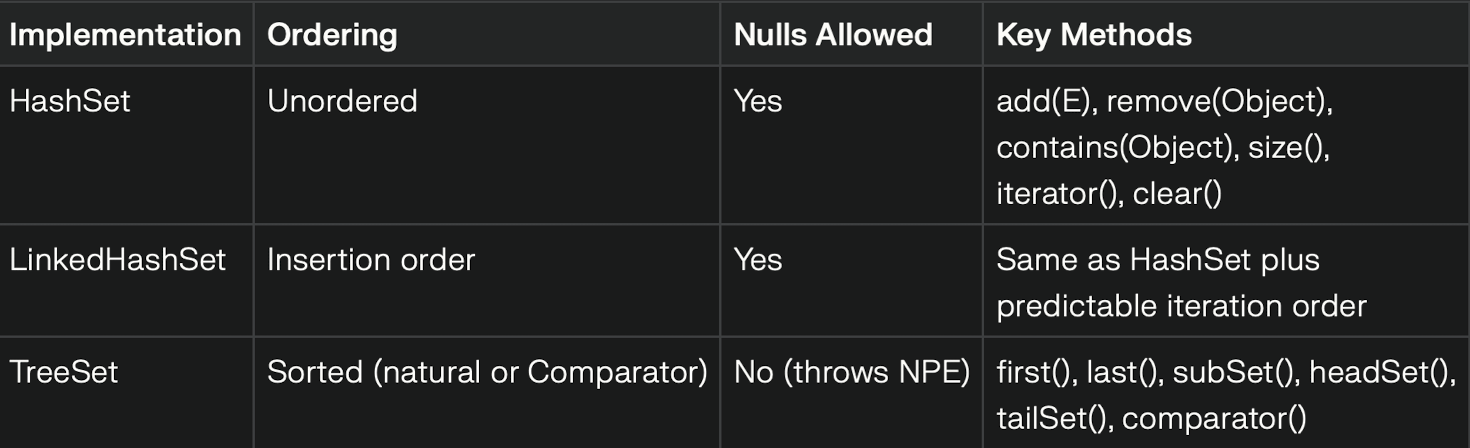 Implementation Ordering Nulls Allowed Key Methods
HashSet Unordered Yes add(E), remove(Object),
contains(Object), size(),
iterator(), clear()
LinkedHashSet Insertion order Yes Same as HashSet plus
predictable iteration order
TreeSet Sorted (natural or Comparator) No (throws NPE) first(), last(), subSet(), headSet(),
tailSet(), comparator()